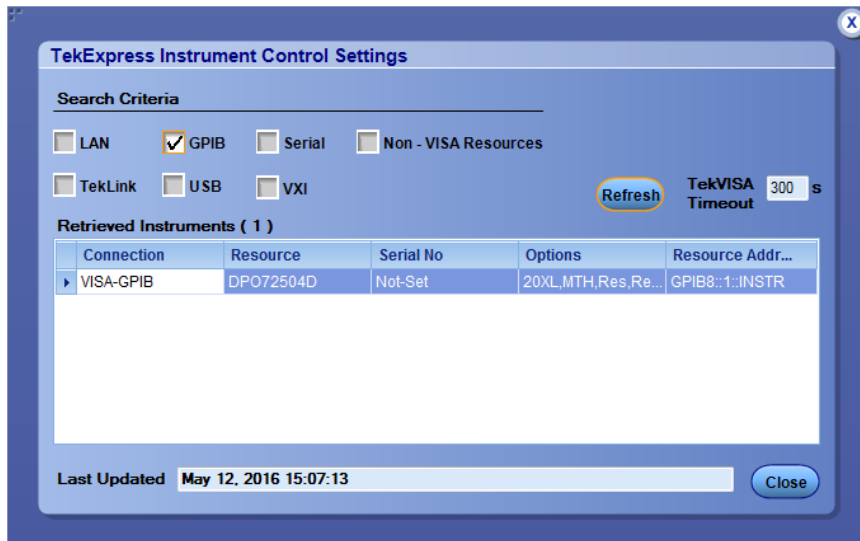 X
TekExpress Instrument Control Settings
Search Criteria
LAN GPIB Serial Non - VISA Resources
TekLink USB VXI Refresh TekVISA Timeout 300 s
Retrieved Instruments ( 1 )
Connection Resource Serial No Options Resource Addr...
VISA-GPIB DPO72504D Not-Set 20XL,MTH,Res,Re... GPIB8::1::INSTR
Last Updated May 12, 2016 15:07:13 Close